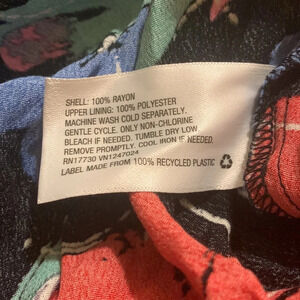 SHELL: 100% RAYON
UPPER LINING: 100% POLYESTER
MACHINE WASH COLD SEPARATELY.
GENTLE CYCLE. ONLY NON-CHLORINE
BLEACH IF NEEDED. TUMBLE DRY LOW
REMOVE PROMPTLY. COOL IRON IF NEEDED.
RN17730 VN1247024
LABEL MADE FROM 100% RECYCLED PLASTIC